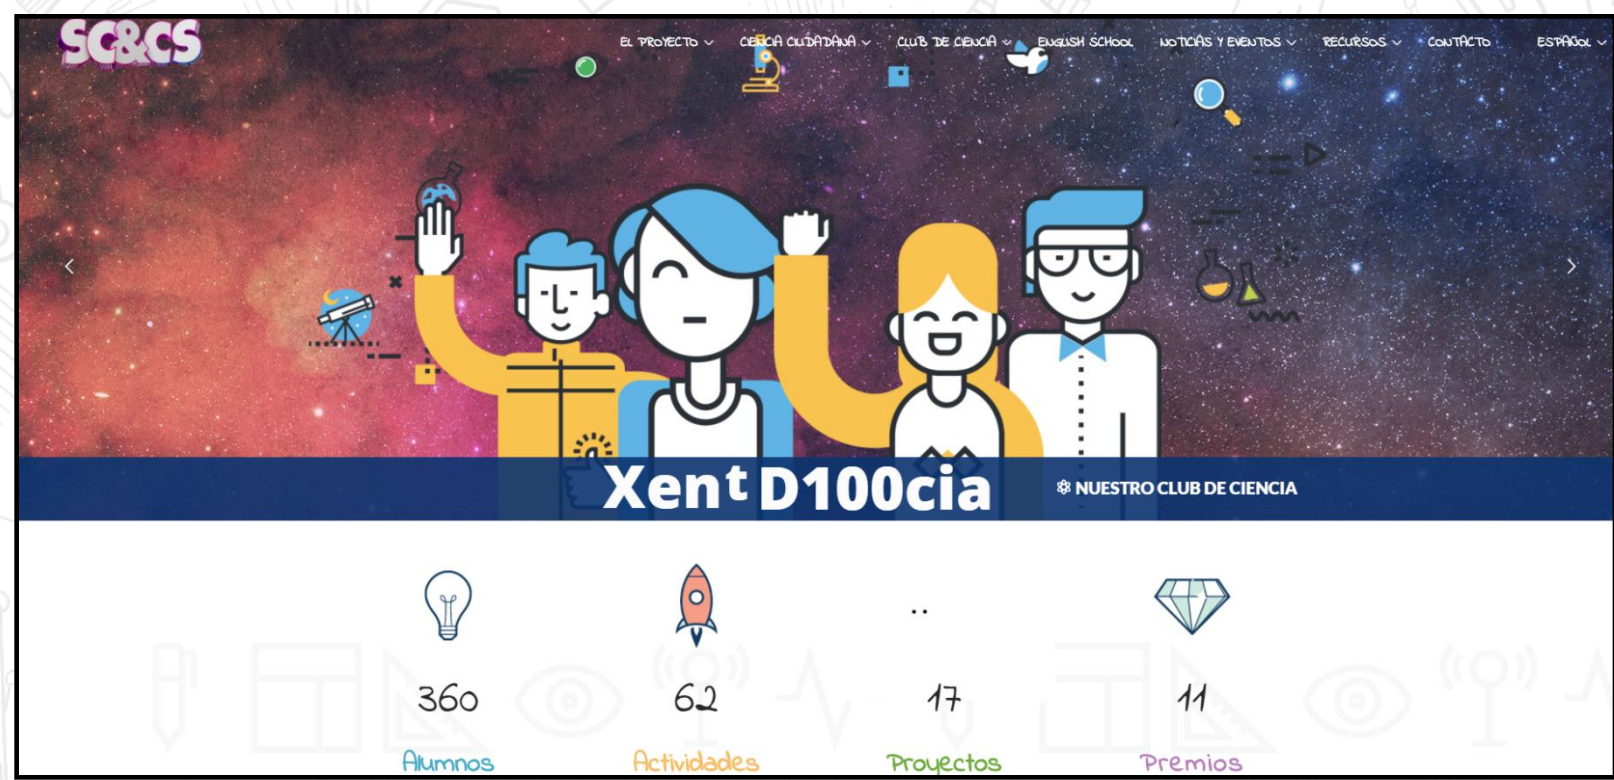 SC&CS
EL PROYECTO CIENCIA CIUDADANA CLUB DE CIENCIA ENGLISH SCHOOL NOTICIAS Y EVENTOS RECURSOS CONTACTO ESPAÑOL
Xent D100cia NUESTRO CLUB DE CIENCIA
360 62 17 11
Alumnos Actividades Proyectos Premios